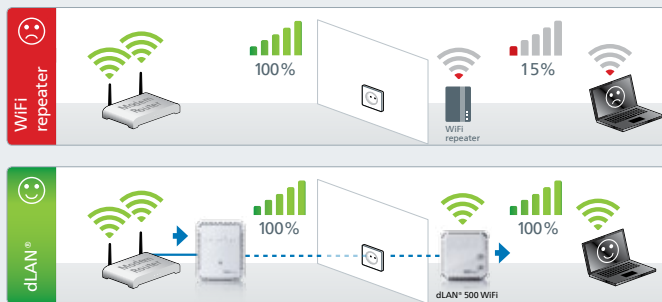 WiFi
repeater
Modem
Router
100%
WiFi
repeater
15%
dLAN®
Modem
Router
100%
dLAN® 500 WiFi
100%